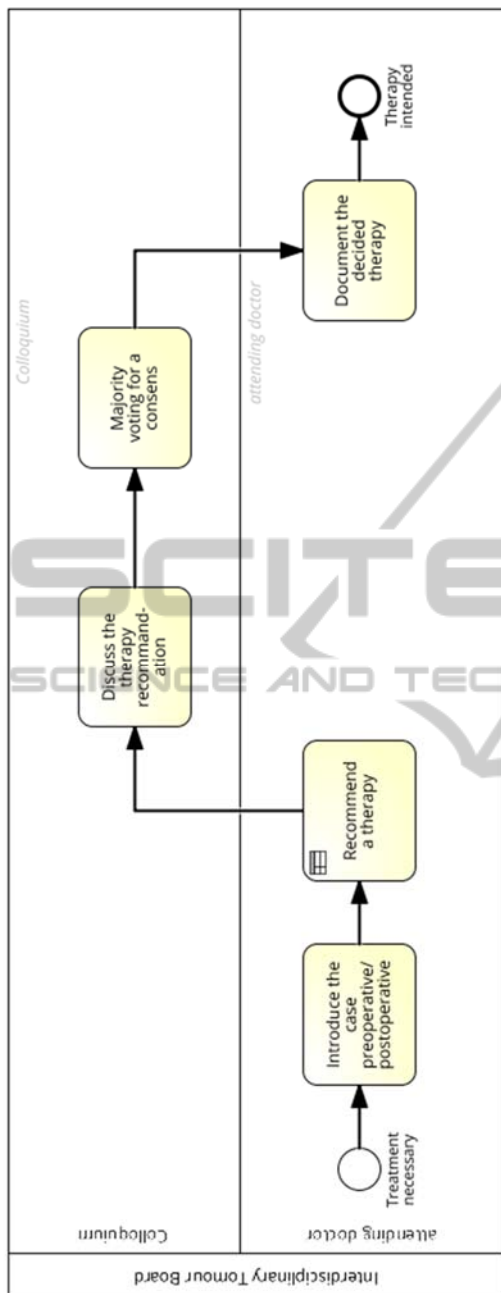 Interdisciplinary Tomour Board
Colloquium
attending doctor
Colloquium
attending doctor
Treatment
necessary
Introduce the
case
preoperative/
postoperative
Recommend
a therapy
Discuss the
therapy
recommand-
ation
Majority
voting for a
consens
Document the
decided
therapy
Therapy
intended
SCITE
SCIENCE AND TEC